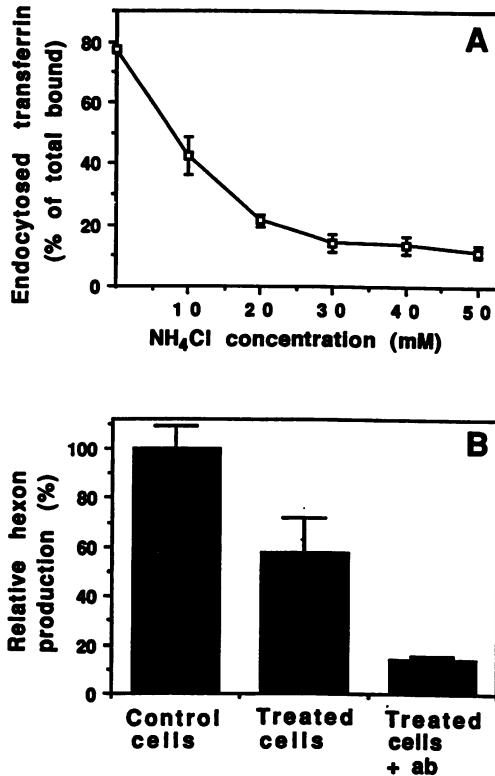 A
Endocytosed transferrin
(% of total bound)
80
60
40
20
0
10
20
30
40
50
NH₄Cl concentration (mM)
B
Relative hexon
production (%)
100
80
60
40
20
0
Control
cells
Treated
cells
Treated
cells
+ ab